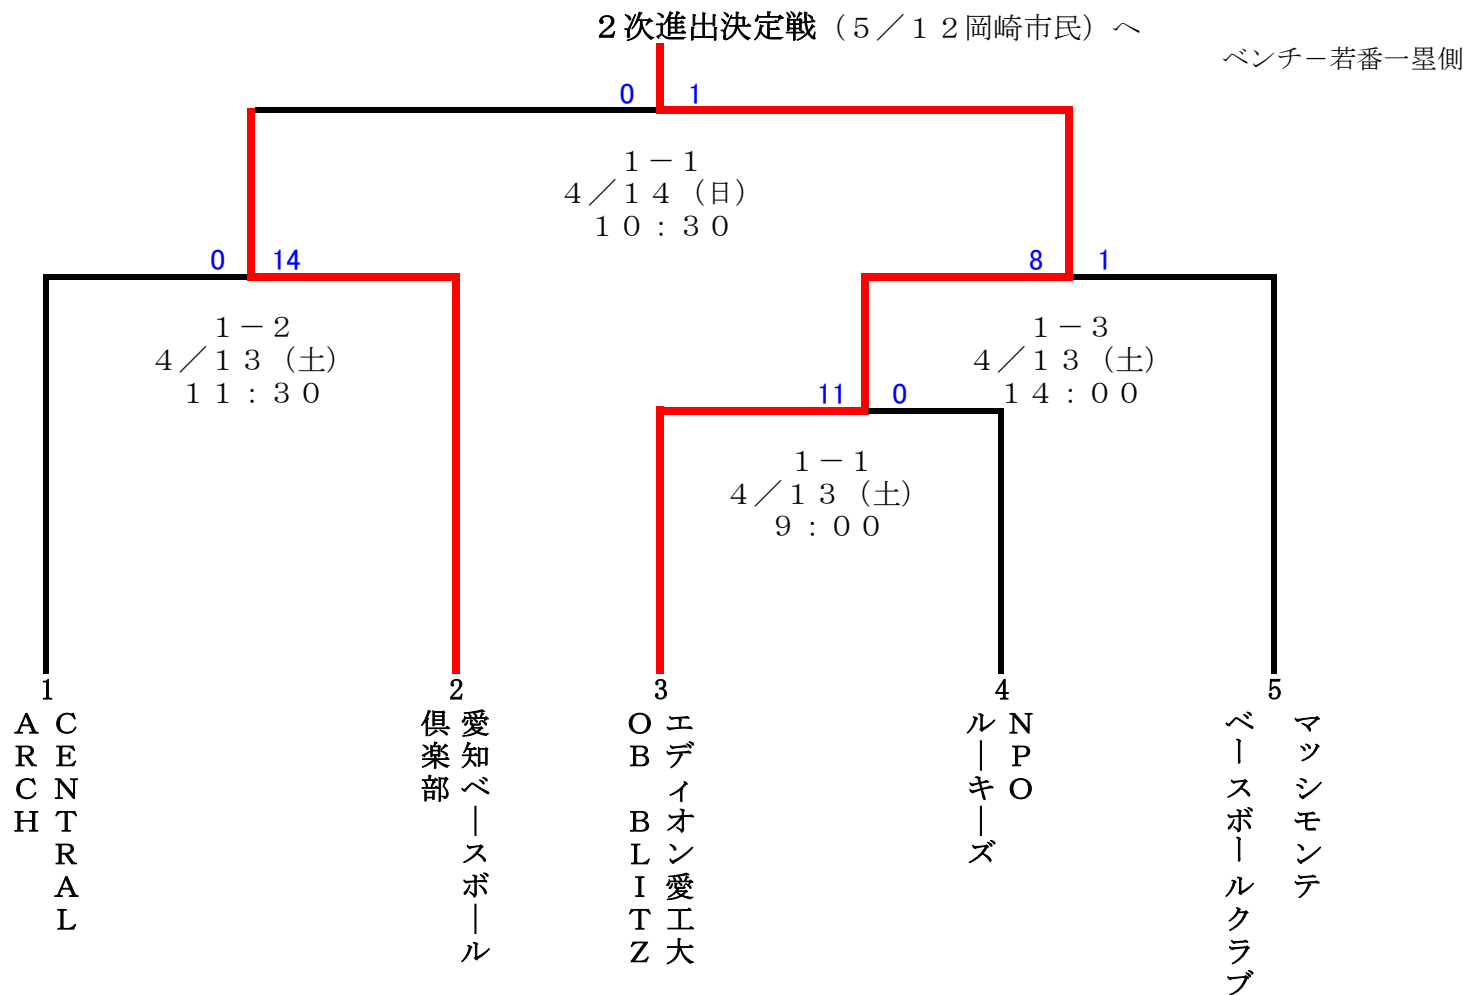 ２次進出決定戦（５／１２岡崎市民）へ
ベンチ－若番一塁側
0 1
１－１
４／１４（日）
１０：３０
0 14
8 1
１－２
４／１３（土）
１１：３０
１－３
４／１３（土）
１４：００
11 0
１－１
４／１３（土）
９：００
1
CENTRAL
ARCH
2
愛知ベースボール
倶楽部
3
エディオン愛工大
OB BLITZ
4
NPO
ルーキーズ
5
マッシモンテ
ベースボールクラブ